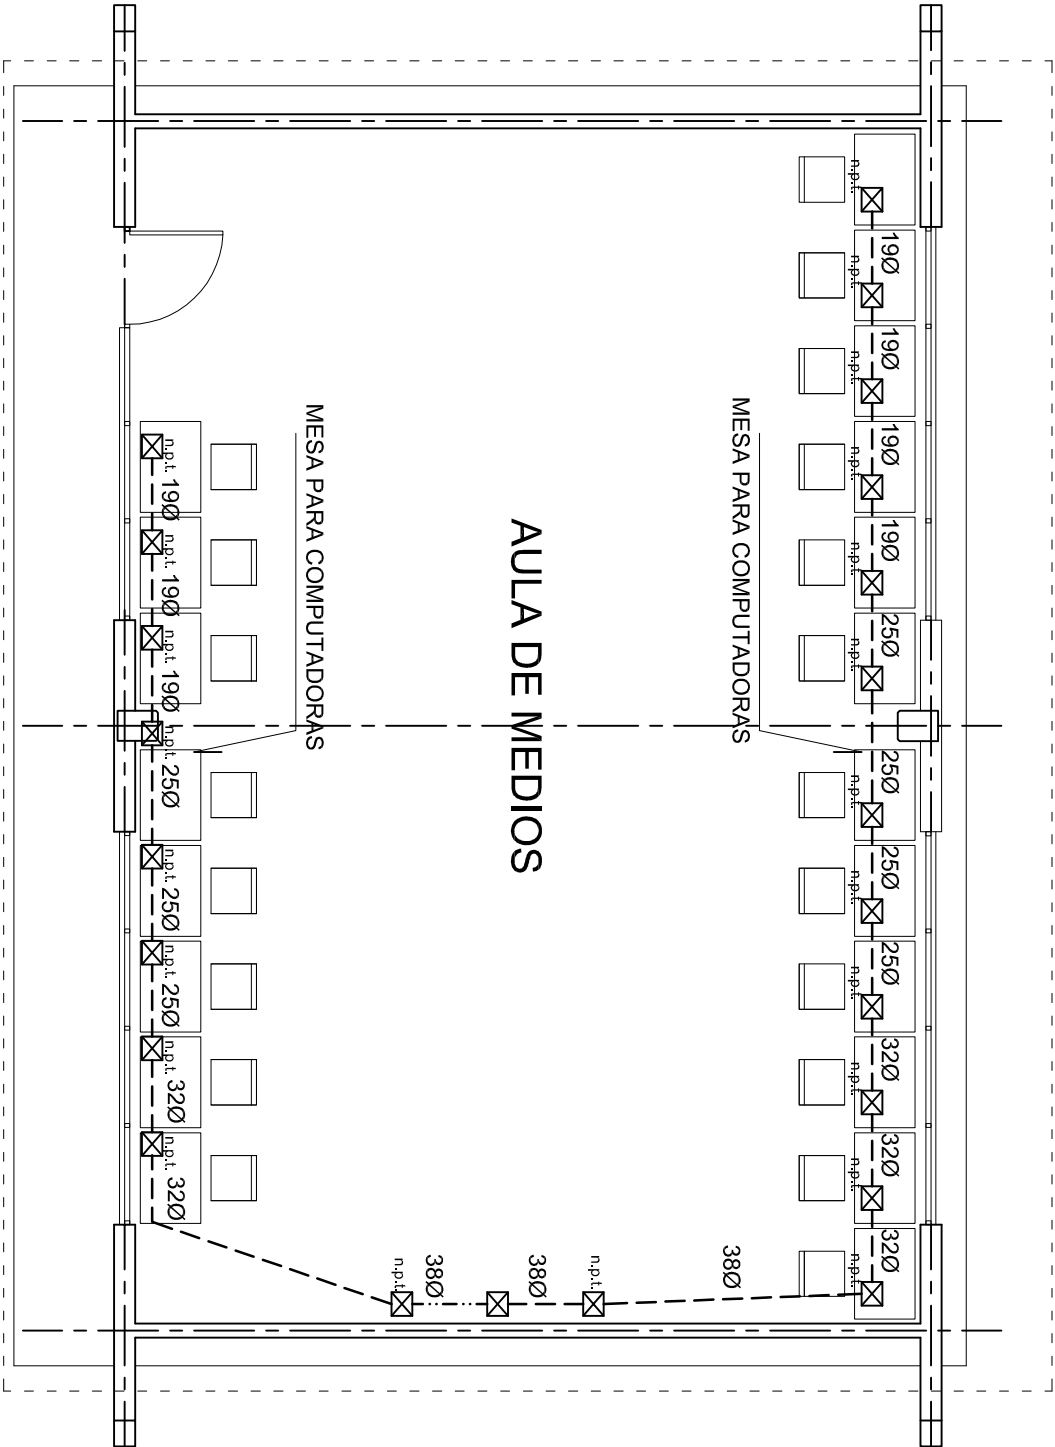 19Ø
19Ø
19Ø
19Ø
25Ø
25Ø
25Ø
25Ø
32Ø
32Ø
32Ø
n.p.t.
n.p.t.
n.p.t.
n.p.t.
n.p.t.
n.p.t.
n.p.t.
n.p.t.
n.p.t.
n.p.t.
n.p.t.
n.p.t.
MESA PARA COMPUTADORAS
38Ø
n.p.t.
AULA DE MEDIOS
38Ø
38Ø
n.p.t.
MESA PARA COMPUTADORAS
n.p.t. 19Ø
n.p.t. 19Ø
n.p.t. 19Ø
n.p.t. 25Ø
n.p.t. 25Ø
n.p.t. 25Ø
n.p.t. 32Ø
n.p.t. 32Ø